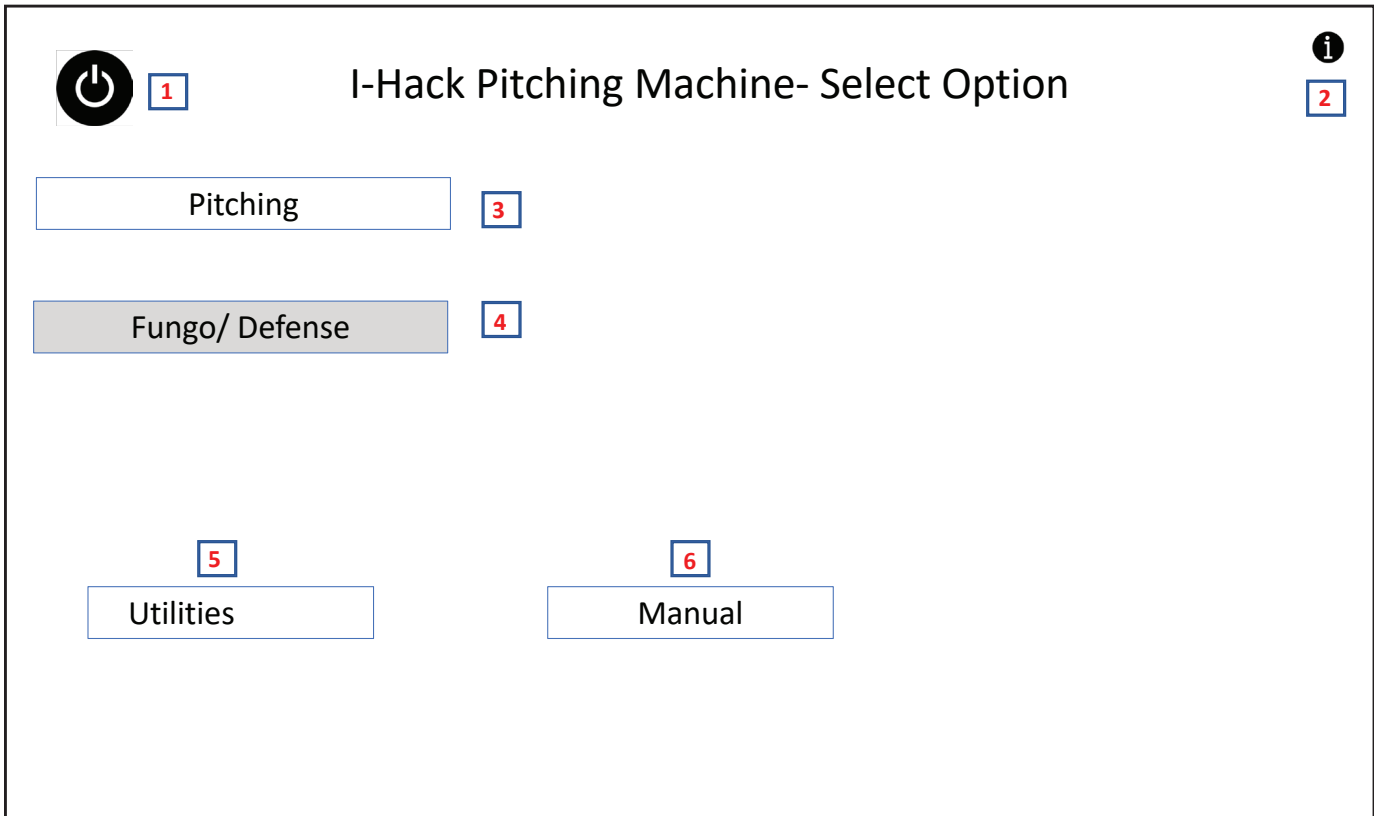 1
I-Hack Pitching Machine- Select Option
i
2
Pitching
3
Fungo/ Defense
4
5
6
Utilities
Manual